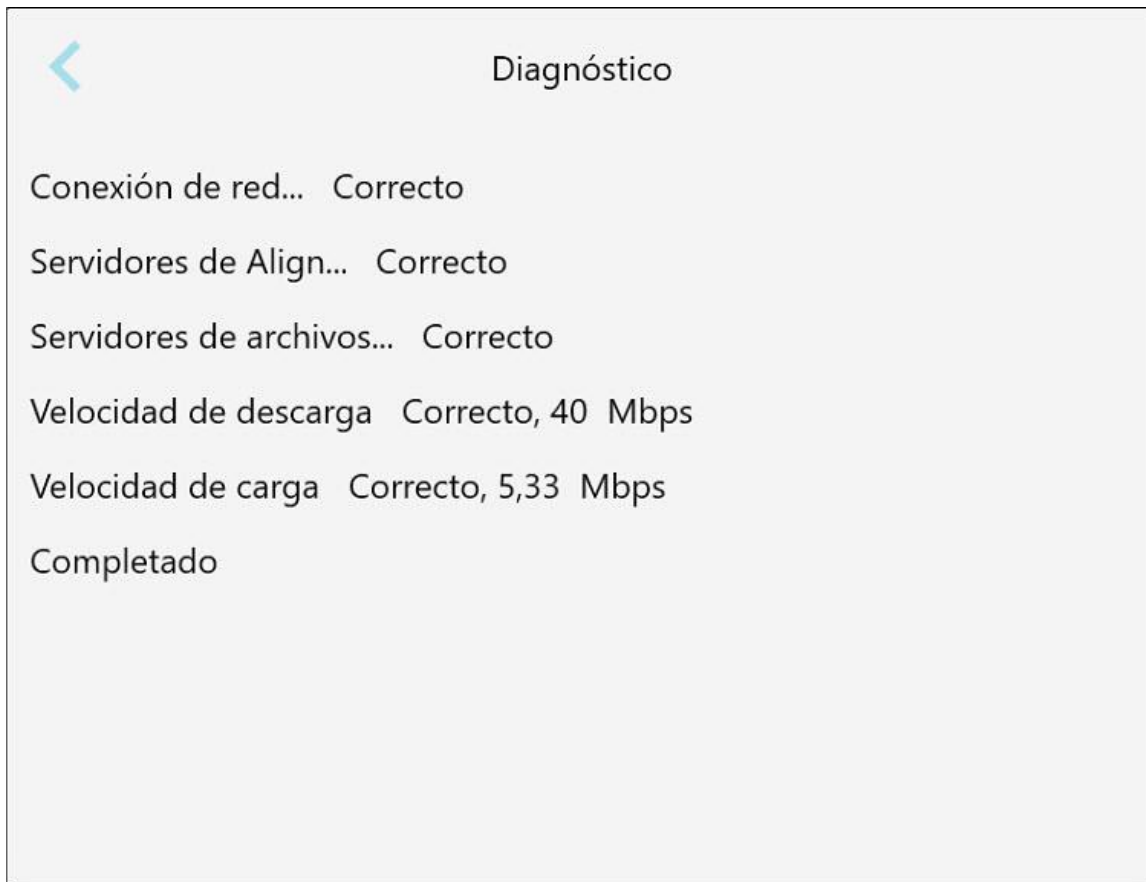 Diagnóstico
Conexión de red... Correcto
Servidores de Align... Correcto
Servidores de archivos... Correcto
Velocidad de descarga Correcto, 40 Mbps
Velocidad de carga Correcto, 5,33 Mbps
Completado